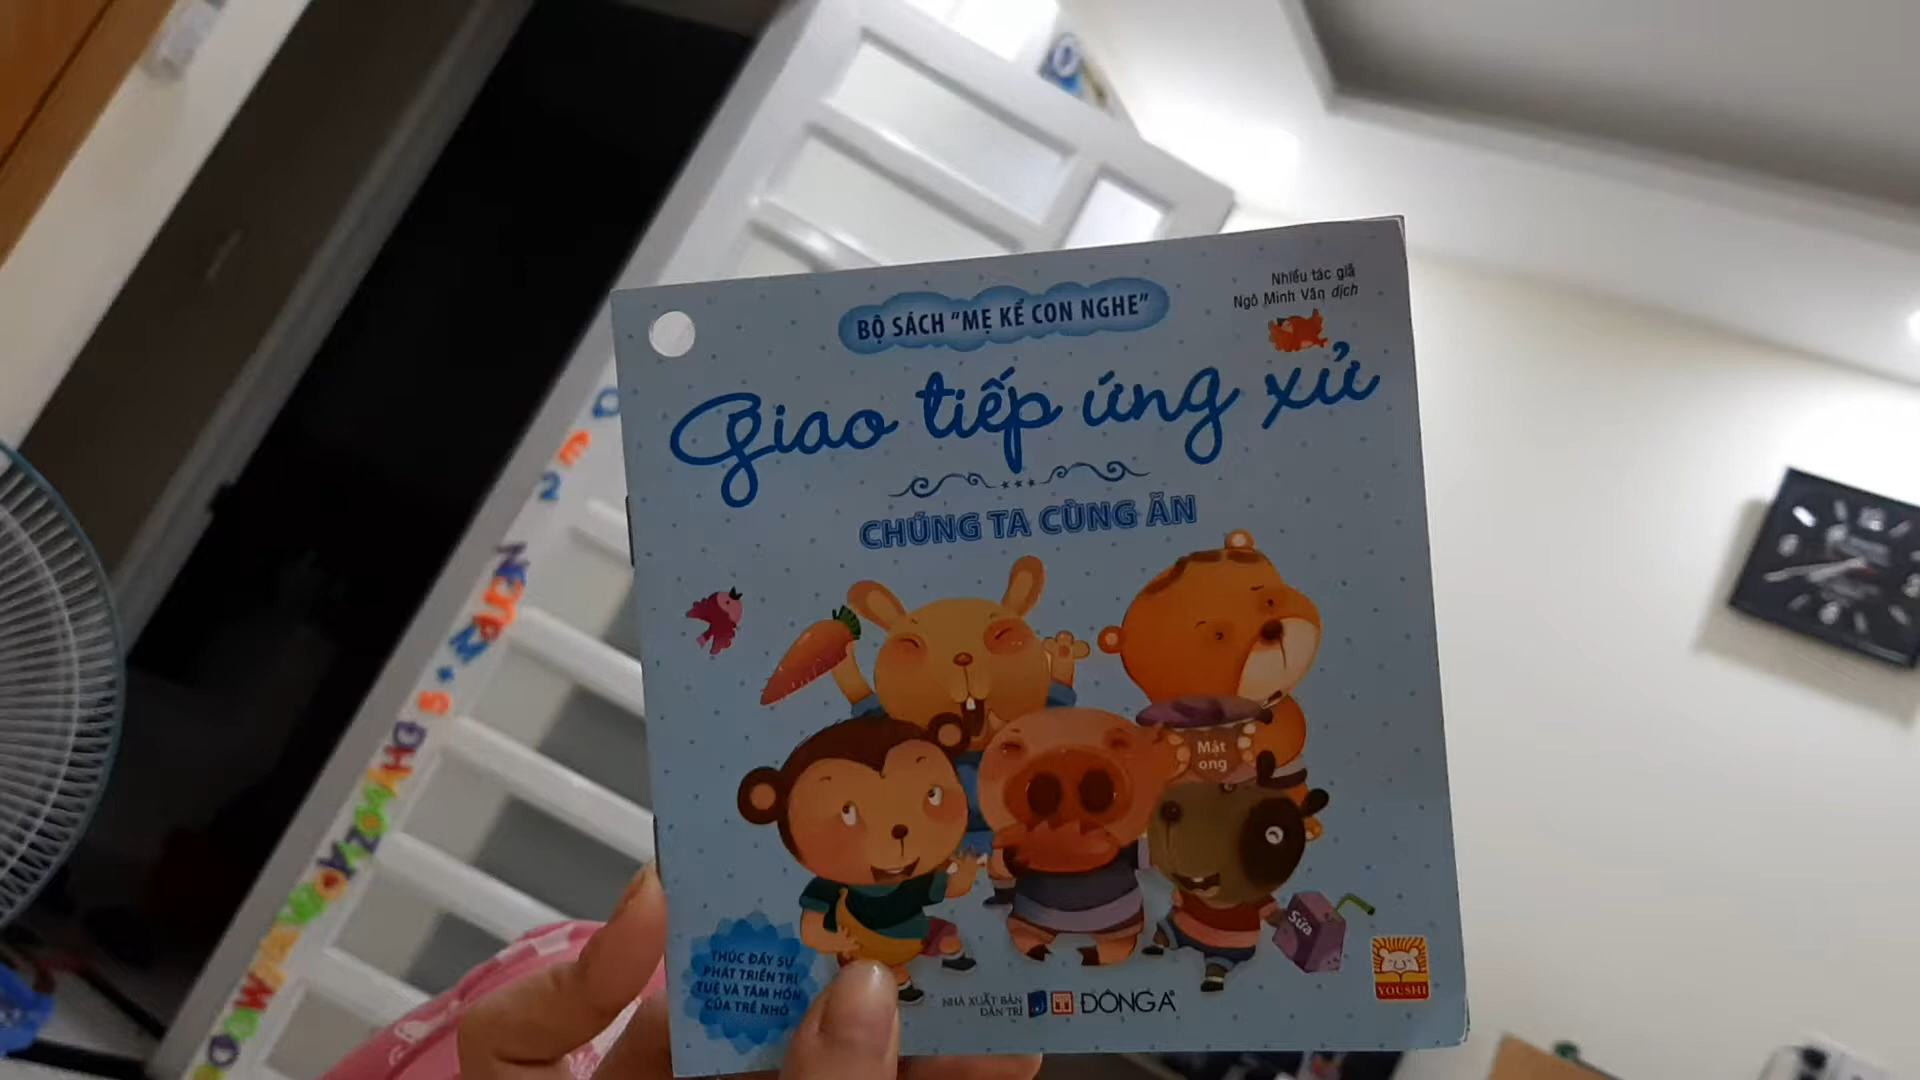 BỘ SÁCH "MẸ KỂ CON NGHE"
Nhiều tác giả
Ngô Minh Vân dịch
Giao tiếp ứng xử
CHÚNG TA CÙNG ĂN
Mật
ong
Sữa
THÚC ĐẨY SỰ
PHÁT TRIỂN TRÍ
TUỆ VÀ TÂM HỒN
CỦA TRẺ NHỎ
NHÀ XUẤT BẢN
DÂN TRÍ
ĐÔNG A
YOUSHI